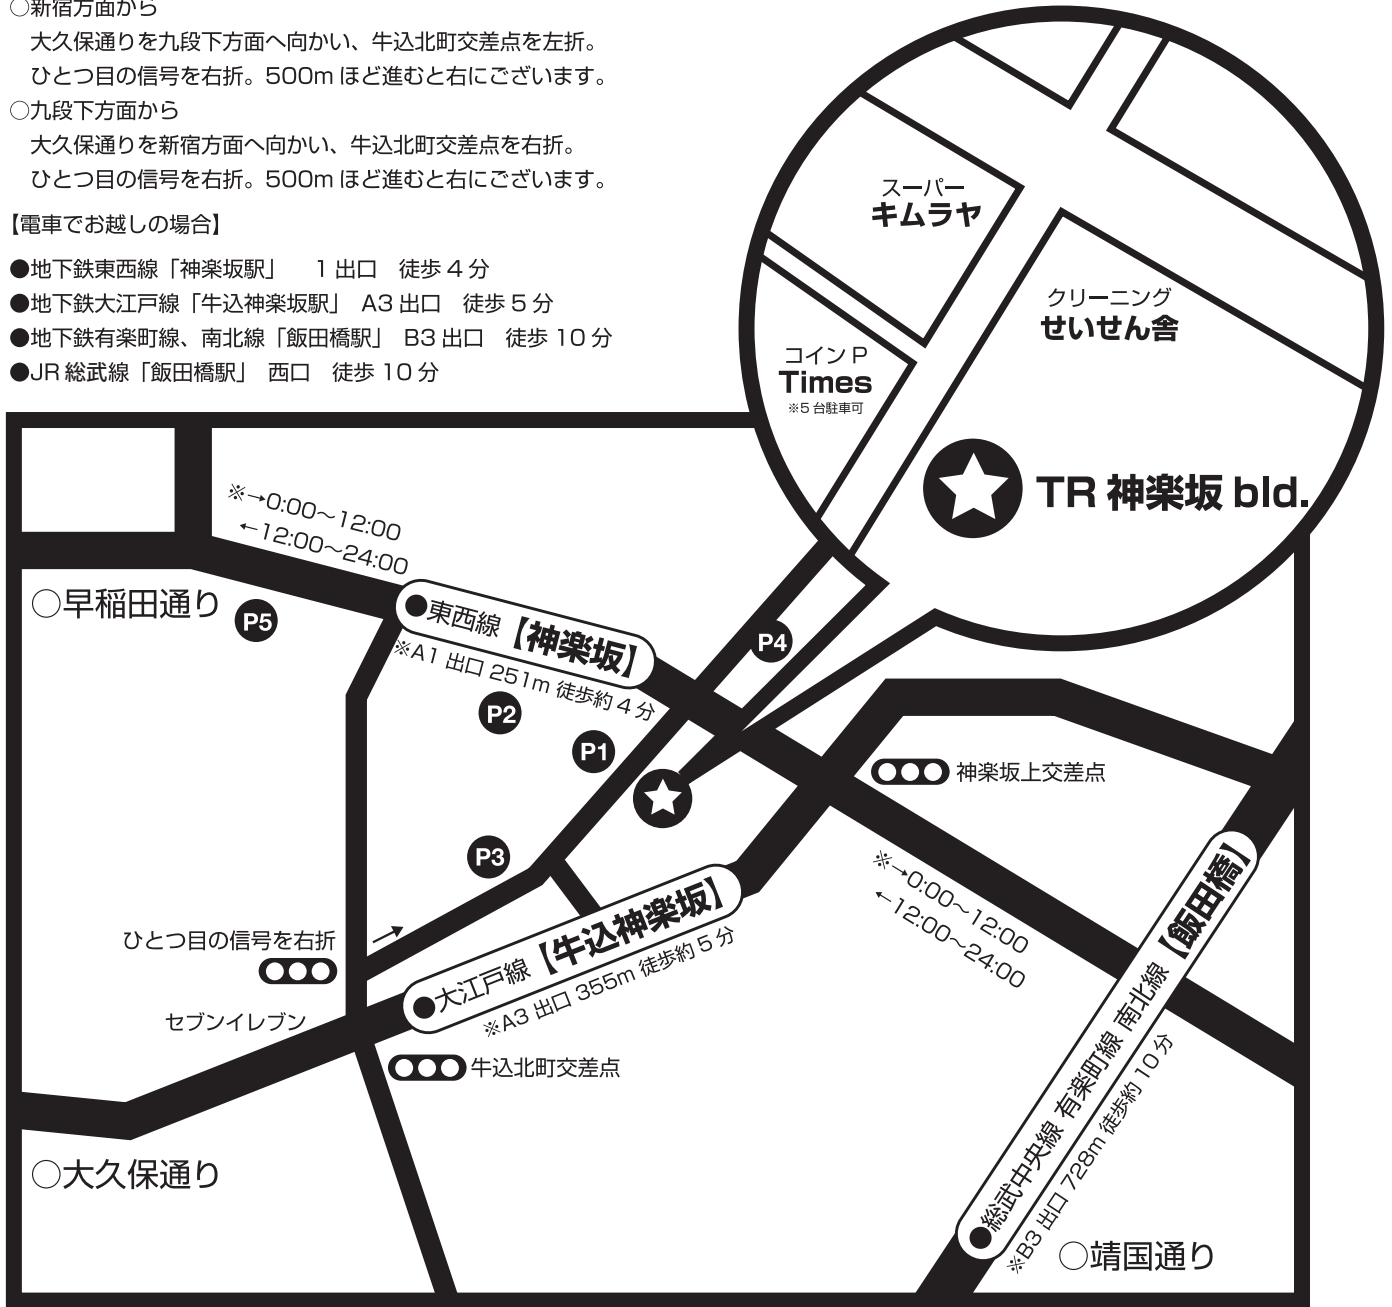 ○新宿方面から
大久保通りを九段下方面へ向かい、牛込北町交差点を左折。
ひとつ目の信号を右折。500m ほど進むと右にございます。
○九段下方面から
大久保通りを新宿方面へ向かい、牛込北町交差点を右折。
ひとつ目の信号を右折。500m ほど進むと右にございます。
【電車でお越しの場合】
●地下鉄東西線「神楽坂駅」 1 出口 徒歩 4 分
●地下鉄大江戸線「牛込神楽坂駅」 A3 出口 徒歩 5 分
●地下鉄有楽町線、南北線「飯田橋駅」 B3 出口 徒歩 10 分
●JR 総武線「飯田橋駅」 西口 徒歩 10 分
スーパー
キムラヤ
クリーニング
せいせん舎
コイン P
Times
※5 台駐車可
TR 神楽坂 bld.
※→0:00〜12:00
←12:00〜24:00
○早稲田通り
P5
東西線【神楽坂】
※A1 出口 251m 徒歩約 4 分
P4
P2
P1
神楽坂上交差点
P3
※→0:00〜12:00
←12:00〜24:00
ひとつ目の信号を右折
→
大江戸線【牛込神楽坂】
※A3 出口 355m 徒歩約 5 分
セブンイレブン
牛込北町交差点
総武中央線 有楽町線 南北線【飯田橋】
※B3 出口 728m 徒歩約 10 分
○大久保通り
○靖国通り